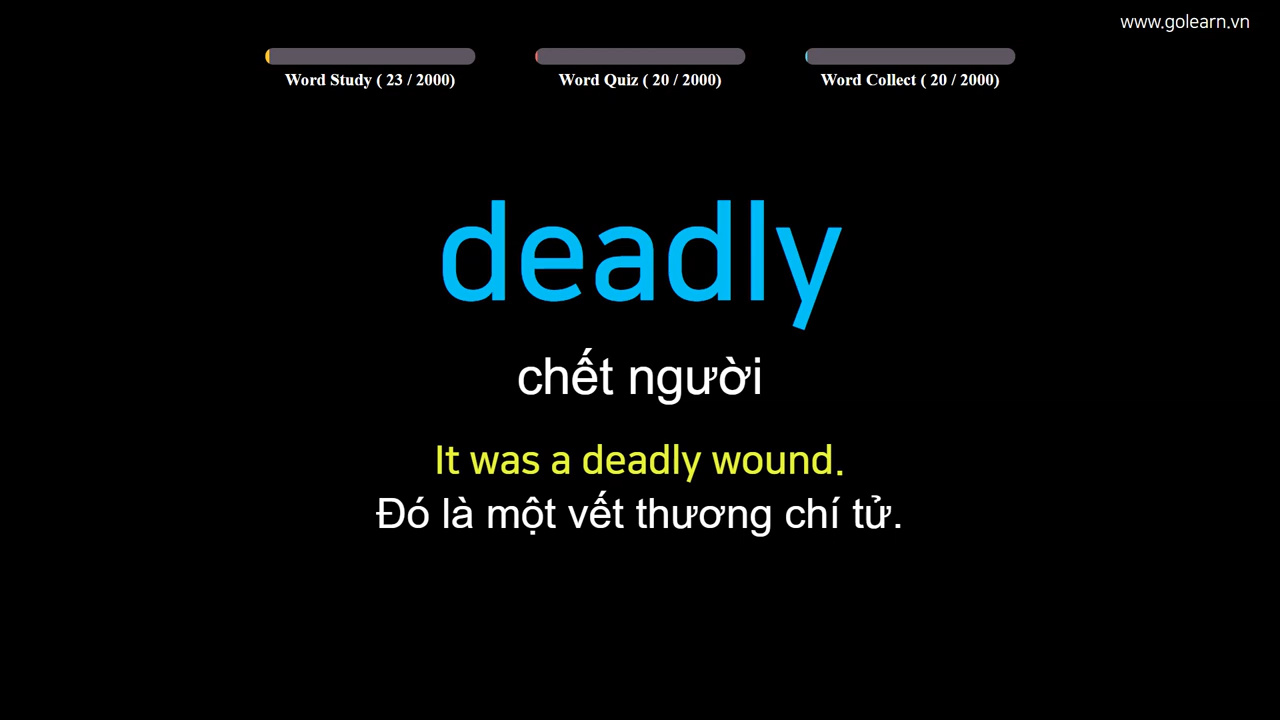 www.golearn.vn
Word Study ( 23 / 2000)
Word Quiz ( 20 / 2000)
Word Collect ( 20 / 2000)
deadly
chết người
It was a deadly wound.
Đó là một vết thương chí tử.